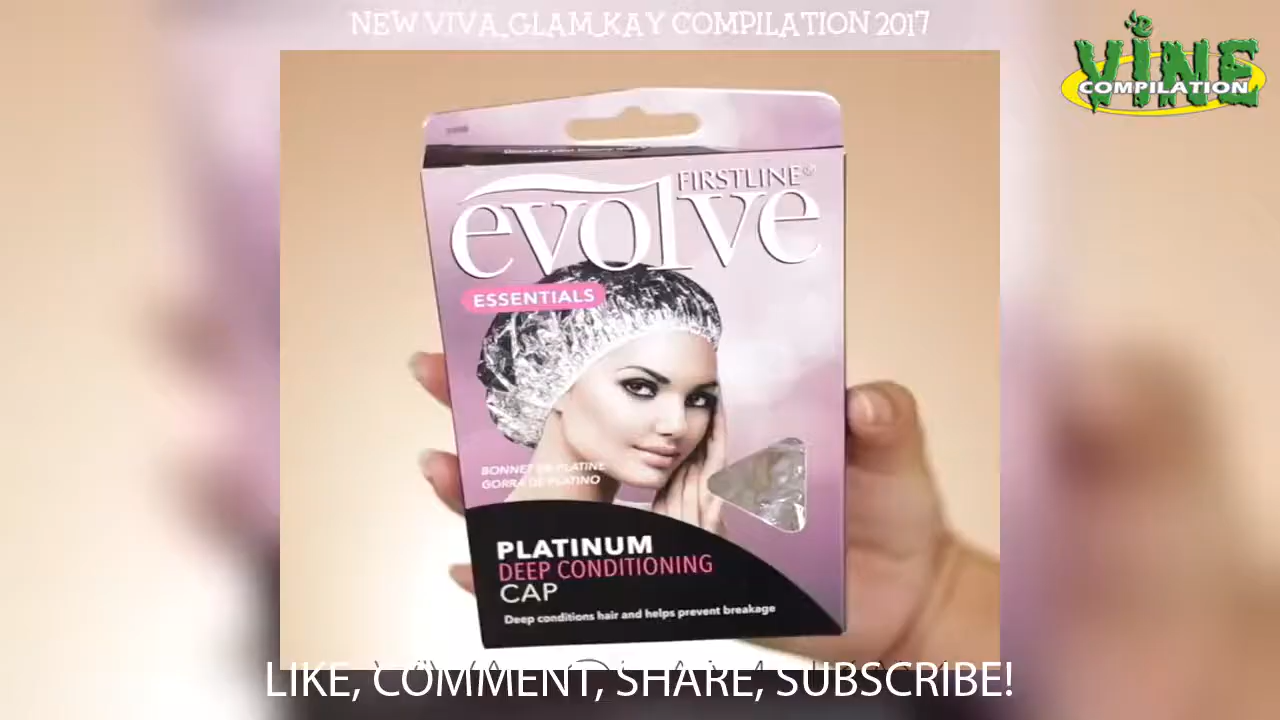 NEW VIVA_GLAM_KAY COMPILATION 2017
VINE
COMPILATION
FIRSTLINE®
evolve
ESSENTIALS
BONNET DE PLATINE
GORRA DE PLATINO
PLATINUM
DEEP CONDITIONING
CAP
Deep conditions hair and helps prevent breakage
LIKE, COMMENT, SHARE, SUBSCRIBE!